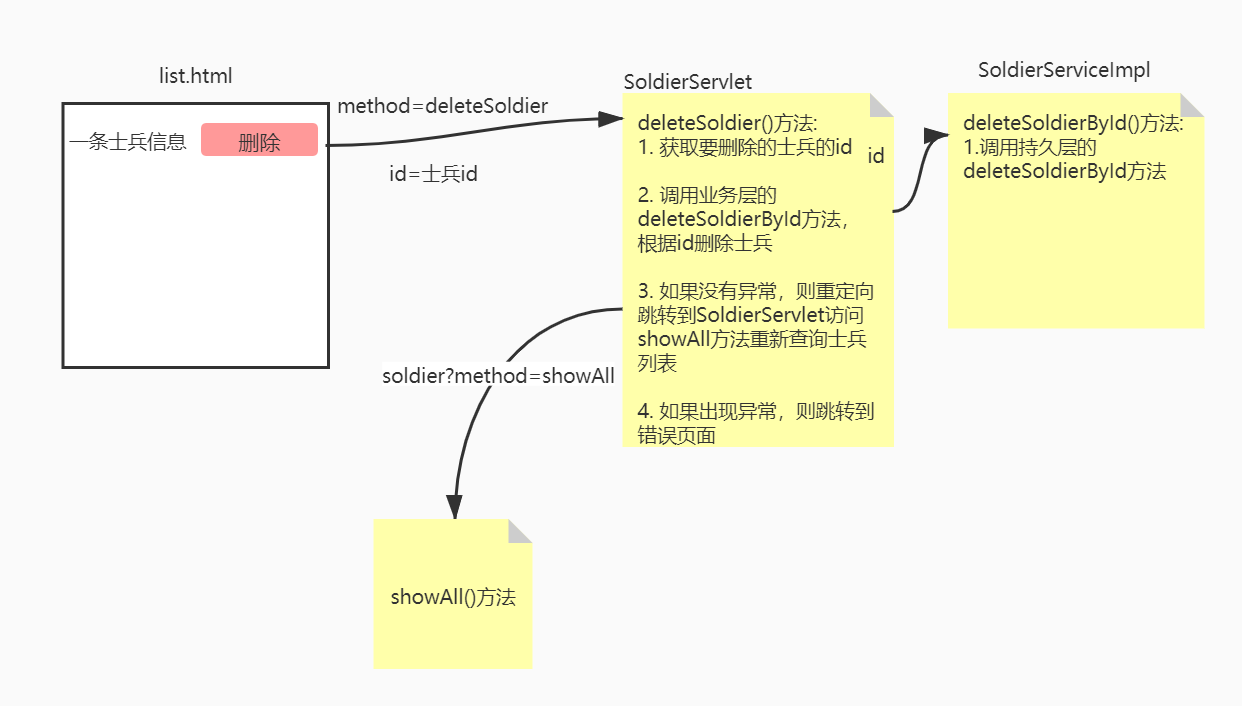 list.html
一条士兵信息
删除
method=deleteSoldier
id=士兵id
SoldierServlet
deleteSoldier()方法:
1. 获取要删除的士兵的id
2. 调用业务层的
deleteSoldierById方法，
根据id删除士兵
3. 如果没有异常，则重定向
跳转到SoldierServlet访问
showAll方法重新查询士兵
列表
4. 如果出现异常，则跳转到
错误页面
id
SoldierServiceImpl
deleteSoldierById()方法:
1.调用持久层的
deleteSoldierById方法
soldier?method=showAll
showAll()方法